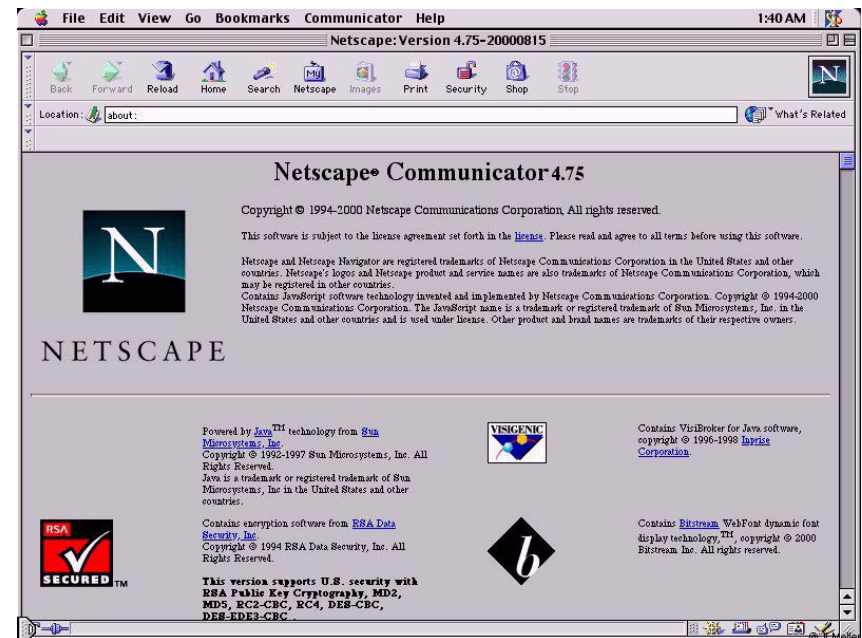 File Edit View Go Bookmarks Communicator Help 1:40 AM
Netscape: Version 4.75-20000815
Back Forward Reload Home Search Netscape Images Print Security Shop Stop
N
Location: about: What's Related
Netscape® Communicator 4.75
N
NETSCAPE
Copyright © 1994-2000 Netscape Communications Corporation, All rights reserved.
This software is subject to the license agreement set forth in the license. Please read and agree to all terms before using this software.
Netscape and Netscape Navigator are registered trademarks of Netscape Communications Corporation in the United States and other
countries. Netscape's logos and Netscape product and service names are also trademarks of Netscape Communications Corporation, which
may be registered in other countries.
Contains JavaScript software technology invented and implemented by Netscape Communications Corporation. Copyright © 1994-2000
Netscape Communications Corporation. The JavaScript name is a trademark or registered trademark of Sun Microsystems, Inc. in the
United States and other countries and is used under license. Other product and brand names are trademarks of their respective owners.
Powered by Java™ technology from Sun
Microsystems, Inc.
Copyright © 1992-1997 Sun Microsystems, Inc. All
Rights Reserved.
Java is a trademark or registered trademark of Sun
Microsystems, Inc in the United States and other
countries.
VISIGENIC
Contains VisiBroker for Java software,
copyright © 1996-1998 Inprise
Corporation.
RSA
SECURED TM
Contains encryption software from RSA Data
Security, Inc.
Copyright © 1994 RSA Data Security, Inc. All
Rights Reserved.
This version supports U.S. security with
RSA Public Key Cryptography, MD2,
MD5, RC2-CBC, RC4, DES-CBC,
DES-EDE3-CBC .
b
Contains Bitstream WebFont dynamic font
display technology,™, copyright © 2000
Bitstream Inc. All rights reserved.